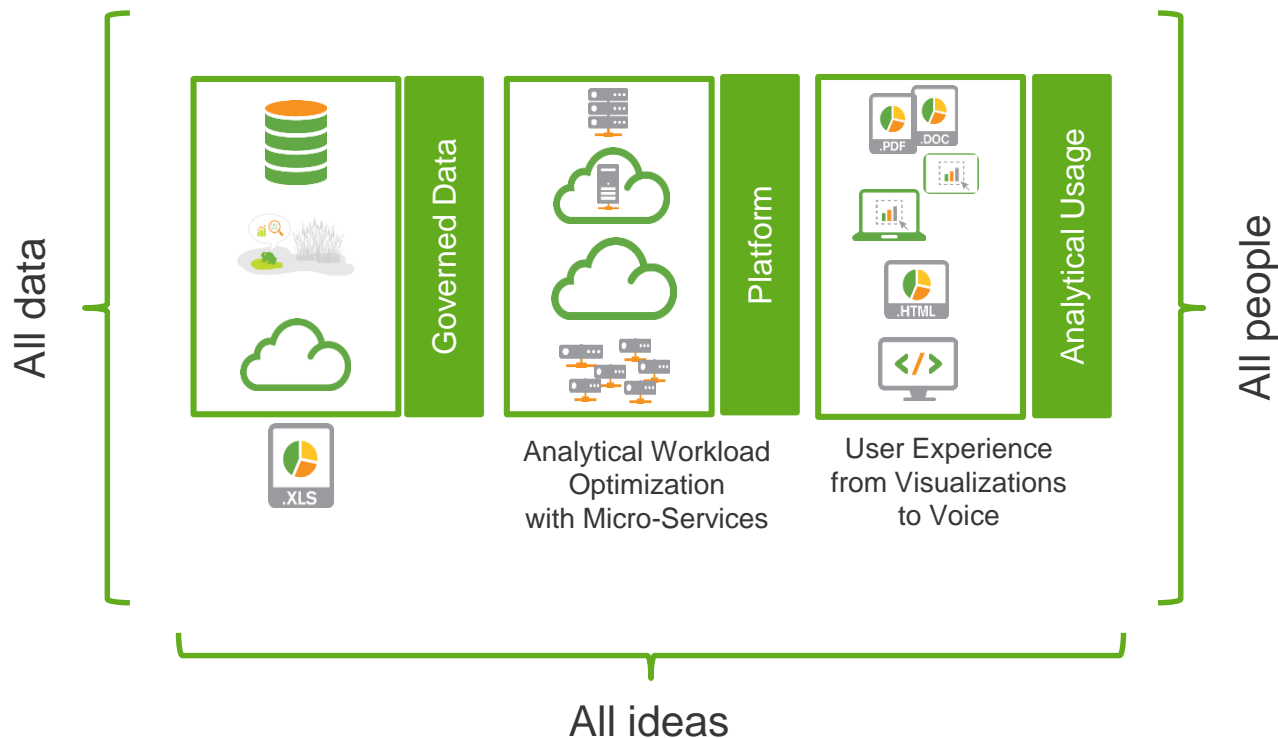 All data
Governed Data
.XLS
Platform
Analytical Workload
Optimization
with Micro-Services
.PDF
.DOC
.HTML
</>
Analytical Usage
User Experience
from Visualizations
to Voice
All people
All ideas